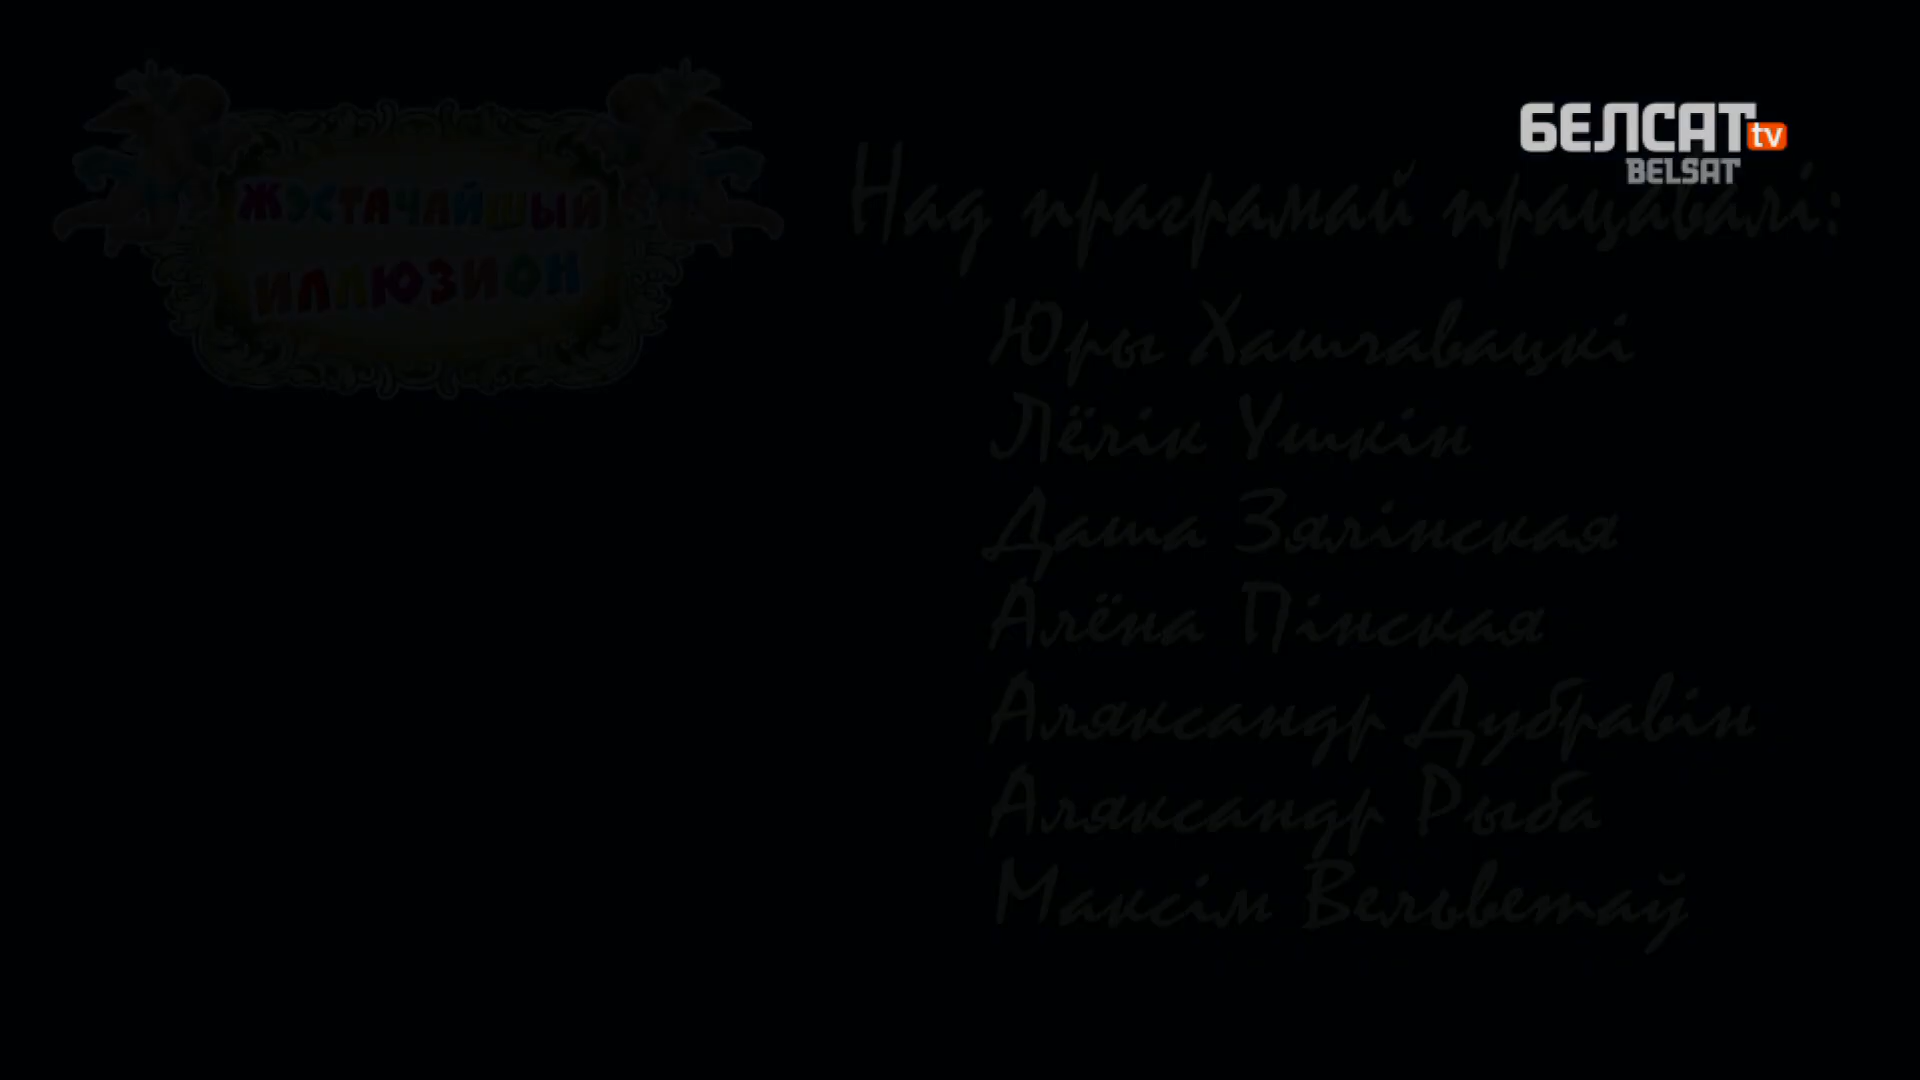 ЖЭСТАЧАЙШЫЙ
ИЛЛЮЗИОН
БЕЛСАТ tv
BELSAT
Над праграмай працавалі:
Юры Хашчавацкі
Лёлік Ушкін
Даша Зялінская
Алёна Пінская
Аляксандр Дубравін
Аляксандр Рыба
Максім Вельветаў